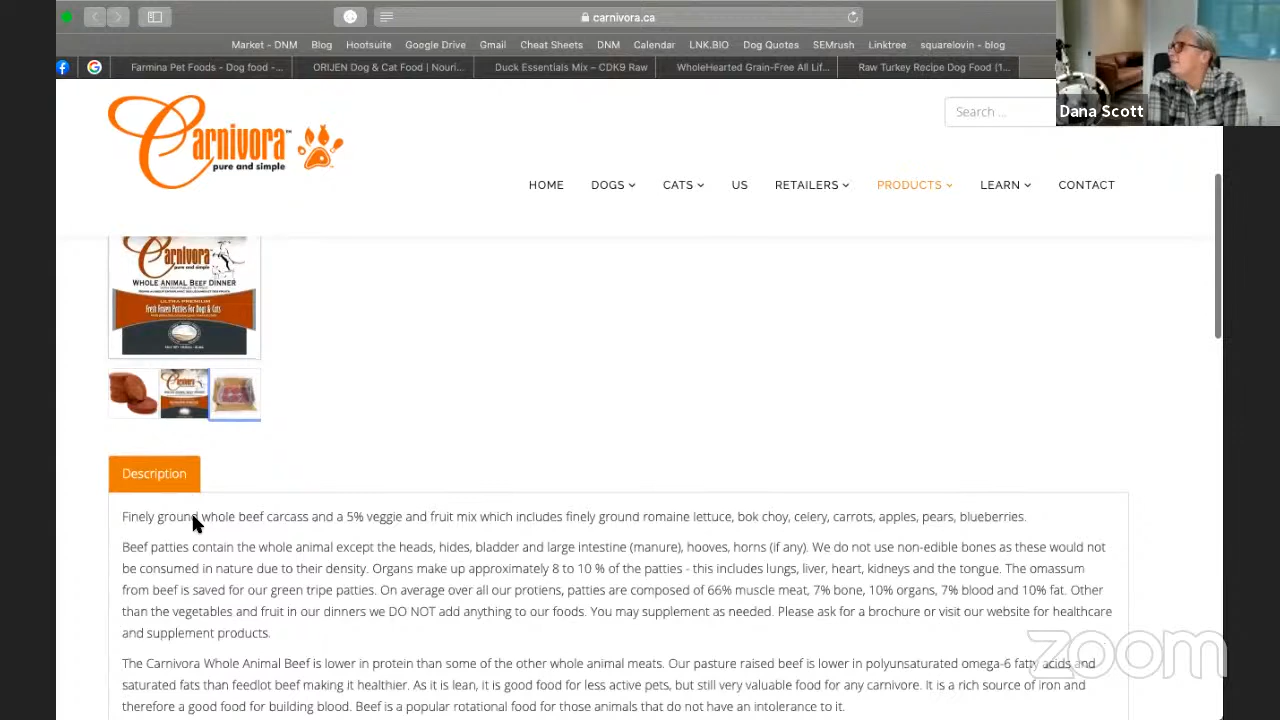 carnivora.ca
Market - DNM Blog Hootsuite Google Drive Gmail Cheat Sheets DNM Calendar LNK.BIO Dog Quotes SEMrush Linktree squarelovin - blog
Farmina Pet Foods - Dog food -... ORIJEN Dog & Cat Food | Nouri... Duck Essentials Mix – CDK9 Raw WholeHearted Grain-Free All Lif... Raw Turkey Recipe Dog Food (1...
Dana Scott
Carnivora™
pure and simple
Search ...
HOME DOGS CATS US RETAILERS PRODUCTS LEARN CONTACT
Carnivora
pure and simple
WHOLE ANIMAL BEEF DINNER
ULTRA PREMIUM
Fresh Frozen Patties For Dogs & Cats
Description
Finely ground whole beef carcass and a 5% veggie and fruit mix which includes finely ground romaine lettuce, bok choy, celery, carrots, apples, pears, blueberries.
Beef patties contain the whole animal except the heads, hides, bladder and large intestine (manure), hooves, horns (if any). We do not use non-edible bones as these would not
be consumed in nature due to their density. Organs make up approximately 8 to 10 % of the patties - this includes lungs, liver, heart, kidneys and the tongue. The omassum
from beef is saved for our green tripe patties. On average over all our protiens, patties are composed of 66% muscle meat, 7% bone, 10% organs, 7% blood and 10% fat. Other
than the vegetables and fruit in our dinners we DO NOT add anything to our foods. You may supplement as needed. Please ask for a brochure or visit our website for healthcare
and supplement products.
The Carnivora Whole Animal Beef is lower in protein than some of the other whole animal meats. Our pasture raised beef is lower in polyunsaturated omega-6 fatty acids and
saturated fats than feedlot beef making it healthier. As it is lean, it is good food for less active pets, but still very valuable food for any carnivore. It is a rich source of iron and
therefore a good food for building blood. Beef is a popular rotational food for those animals that do not have an intolerance to it.
zoom